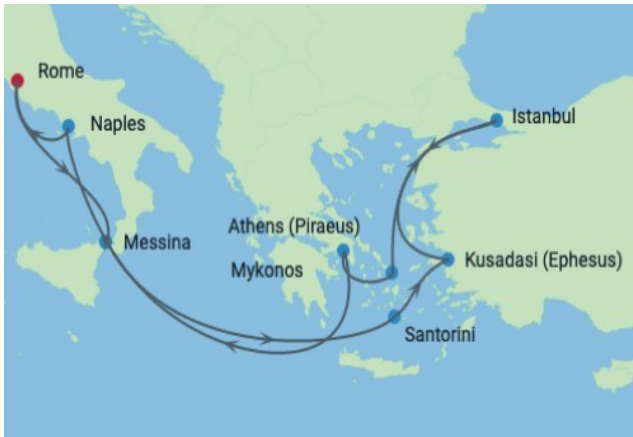 Rome
Naples
Istanbul
Messina
Athens (Piraeus)
Mykonos
Kusadasi (Ephesus)
Santorini